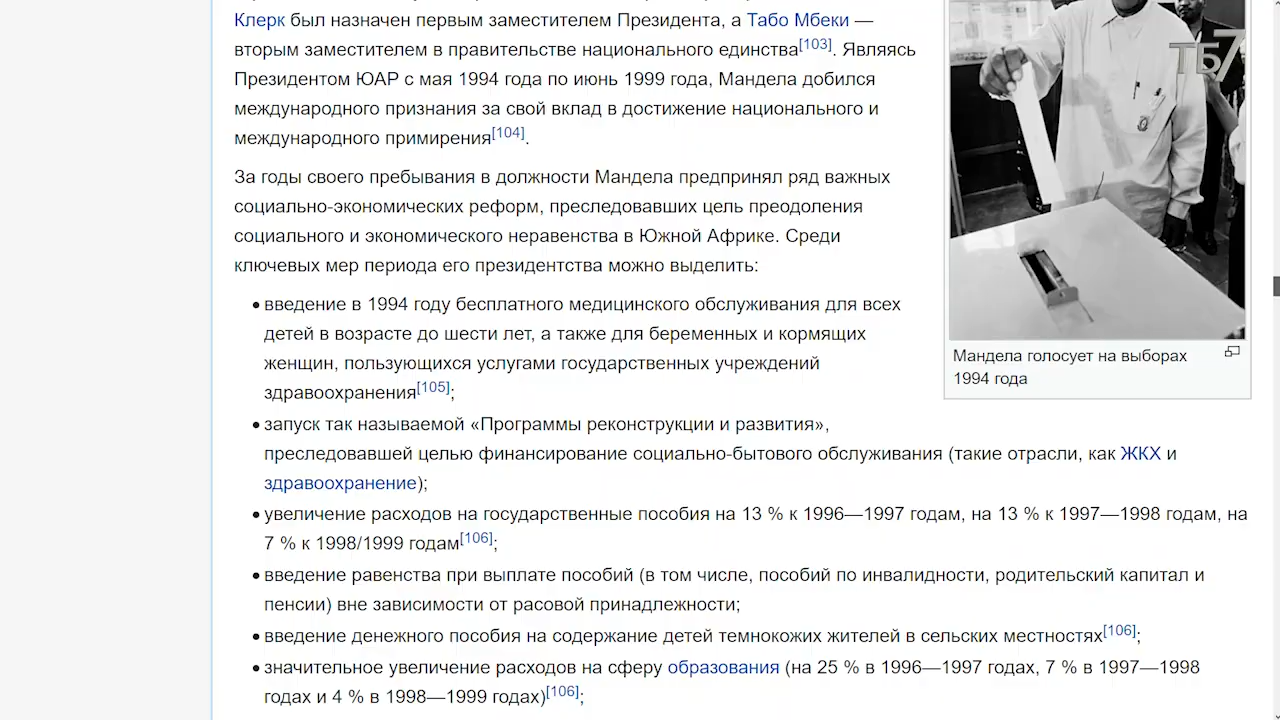 Клерк был назначен первым заместителем Президента, а Табо Мбеки —
вторым заместителем в правительстве национального единства[103]. Являясь
Президентом ЮАР с мая 1994 года по июнь 1999 года, Мандела добился
международного признания за свой вклад в достижение национального и
международного примирения[104].
За годы своего пребывания в должности Мандела предпринял ряд важных
социально-экономических реформ, преследовавших цель преодоления
социального и экономического неравенства в Южной Африке. Среди
ключевых мер периода его президентства можно выделить:
• введение в 1994 году бесплатного медицинского обслуживания для всех
детей в возрасте до шести лет, а также для беременных и кормящих
женщин, пользующихся услугами государственных учреждений
здравоохранения[105];
• запуск так называемой «Программы реконструкции и развития»,
преследовавшей целью финансирование социально-бытового обслуживания (такие отрасли, как ЖКХ и
здравоохранение);
• увеличение расходов на государственные пособия на 13 % к 1996—1997 годам, на 13 % к 1997—1998 годам, на
7 % к 1998/1999 годам[106];
• введение равенства при выплате пособий (в том числе, пособий по инвалидности, родительский капитал и
пенсии) вне зависимости от расовой принадлежности;
• введение денежного пособия на содержание детей темнокожих жителей в сельских местностях[106];
• значительное увеличение расходов на сферу образования (на 25 % в 1996—1997 годах, 7 % в 1997—1998
годах и 4 % в 1998—1999 годах)[106];
ТБ7
Мандела голосует на выборах
1994 года